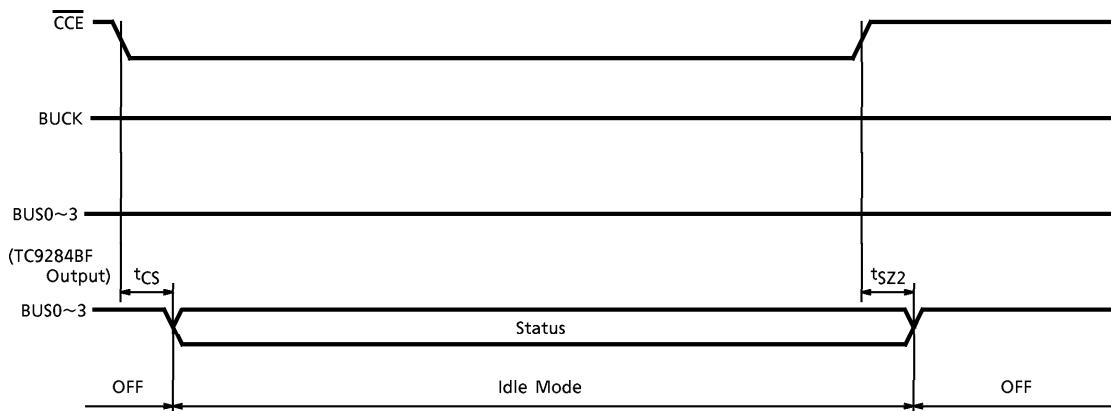 CCE
BUCK
BUS0~3
(TC9284BF
Output)
tCS
tSZ2
BUS0~3
Status
OFF
Idle Mode
OFF